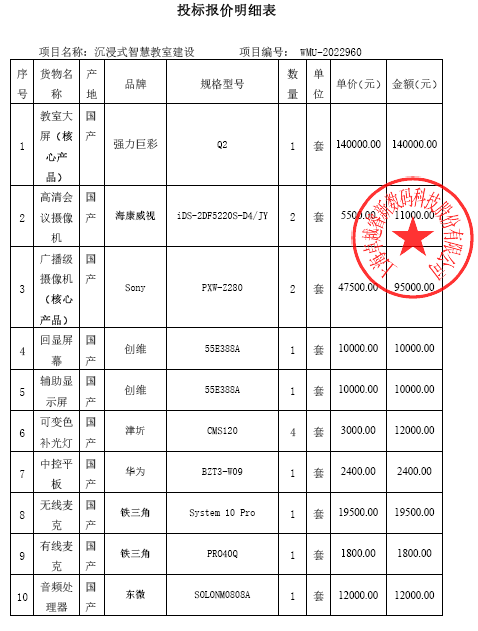 投标报价明细表
项目名称：沉浸式智慧教室建设 项目编号： WMU-2022960
序号 货物名称 产地 品牌 规格型号 数量 单位 单价(元) 金额(元)
1 教室大屏（核心产品） 国产 强力巨彩 Q2 1 套 140000.00 140000.00
2 高清会议摄像机 国产 海康威视 iDS-2DF5220S-D4/JY 2 套 5500.00 11000.00
3 广播级摄像机（核心产品） 国产 Sony PXW-Z280 2 套 47500.00 95000.00
4 回显屏幕 国产 创维 55E388A 1 套 10000.00 10000.00
5 辅助显示屏 国产 创维 55E388A 1 套 10000.00 10000.00
6 可变色补光灯 国产 津圻 CMS120 4 套 3000.00 12000.00
7 中控平板 国产 华为 BZT3-W09 1 套 2400.00 2400.00
8 无线麦克 国产 铁三角 System 10 Pro 1 套 19500.00 19500.00
9 有线麦克 国产 铁三角 PRO40Q 1 套 1800.00 1800.00
10 音频处理器 国产 东微 SOLONM0808A 1 套 12000.00 12000.00